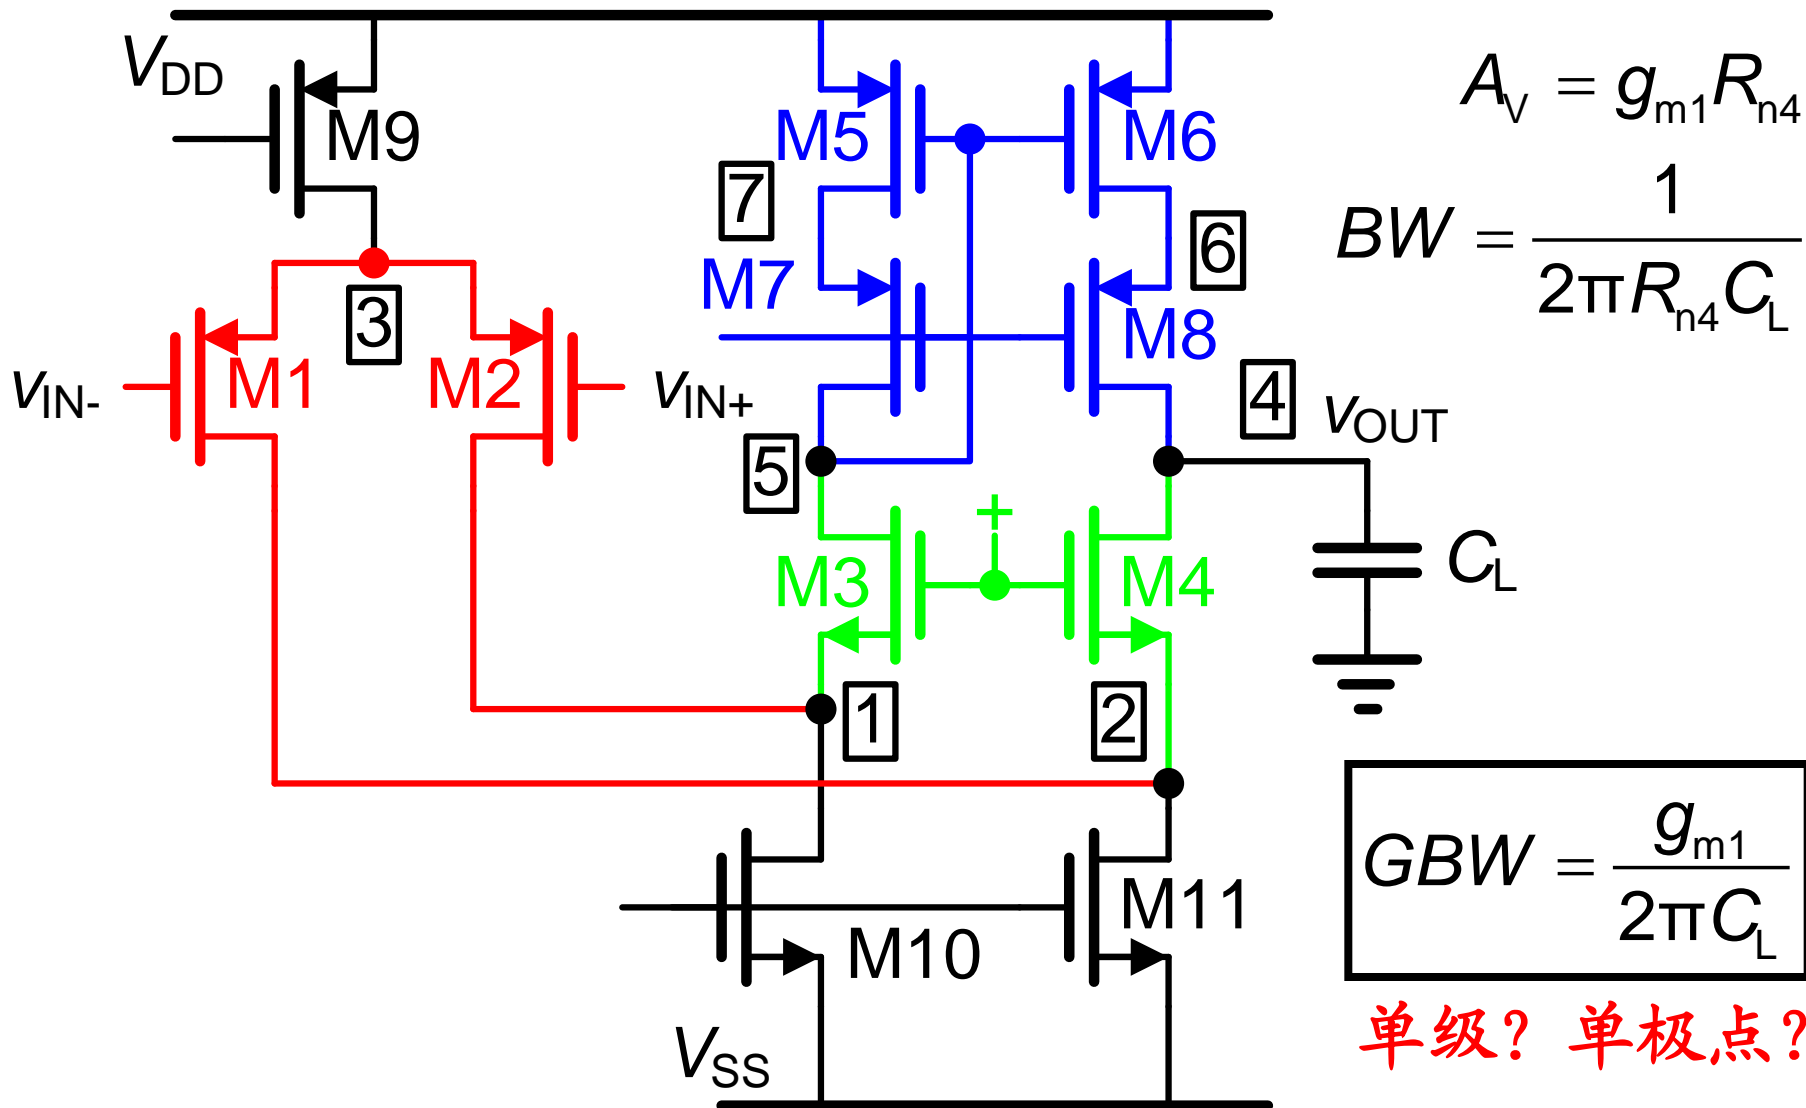 VDD
M9
M5
M6
7
6
M7
M8
3
M1
M2
vIN-
vIN+
4
vOUT
5
+
M3
M4
CL
1
2
M10
M11
VSS
AV = gm1Rn4
BW = 1 / 2πRn4CL
GBW = gm1 / 2πCL
单级? 单极点?